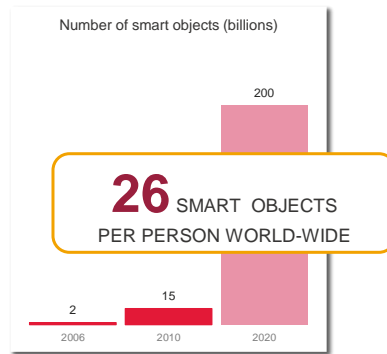 Number of smart objects (billions)
200
26 SMART OBJECTS
PER PERSON WORLD-WIDE
15
2
2006 2010 2020